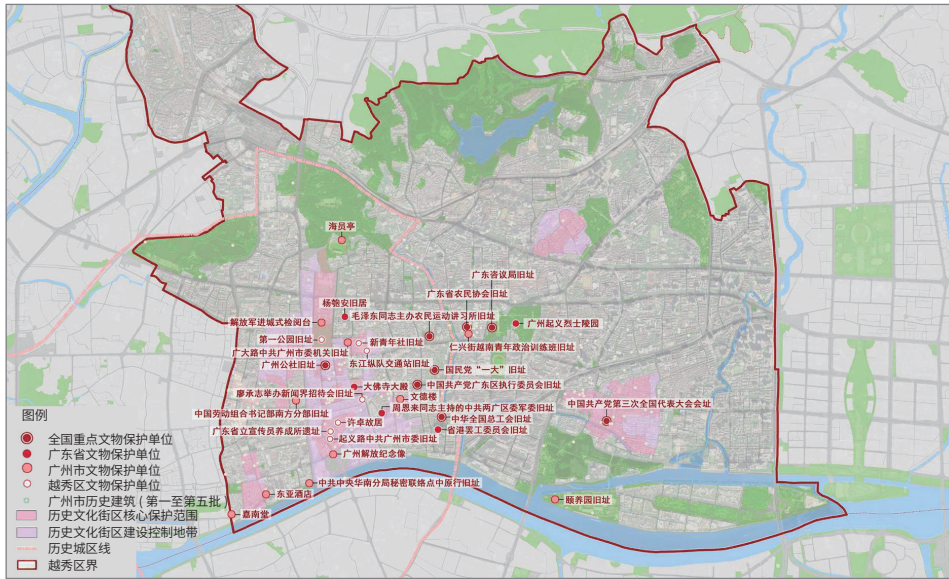 海员亭
广东咨议局旧址
广东省农民协会旧址
杨匏安旧居
毛泽东同志主办农民运动讲习所旧址
解放军进城式检阅台
广州起义烈士陵园
第一公园旧址
新青年社旧址
仁兴街越南青年政治训练班旧址
广大路中共广州市委机关旧址
东江纵队交通站旧址
广州公社旧址
国民党“一大”旧址
大佛寺大殿
中国共产党广东区执行委员会旧址
廖承志举办新闻界招待会旧址
文德楼
中国共产党第三次全国代表大会会址
周恩来同志主持的中共两广区委军委旧址
中国劳动组合书记部南方分部旧址
许卓故居
中华全国总工会旧址
广东省立宣传员养成所遗址
省港罢工委员会旧址
起义路中共广州市委旧址
广州解放纪念像
中共中央华南分局秘密联络点中原行旧址
东亚酒店
颐养园旧址
嘉南堂
图例
全国重点文物保护单位
广东省文物保护单位
广州市文物保护单位
越秀区文物保护单位
广州市历史建筑（第一至第五批）
历史文化街区核心保护范围
历史文化街区建设控制地带
历史城区线
越秀区界